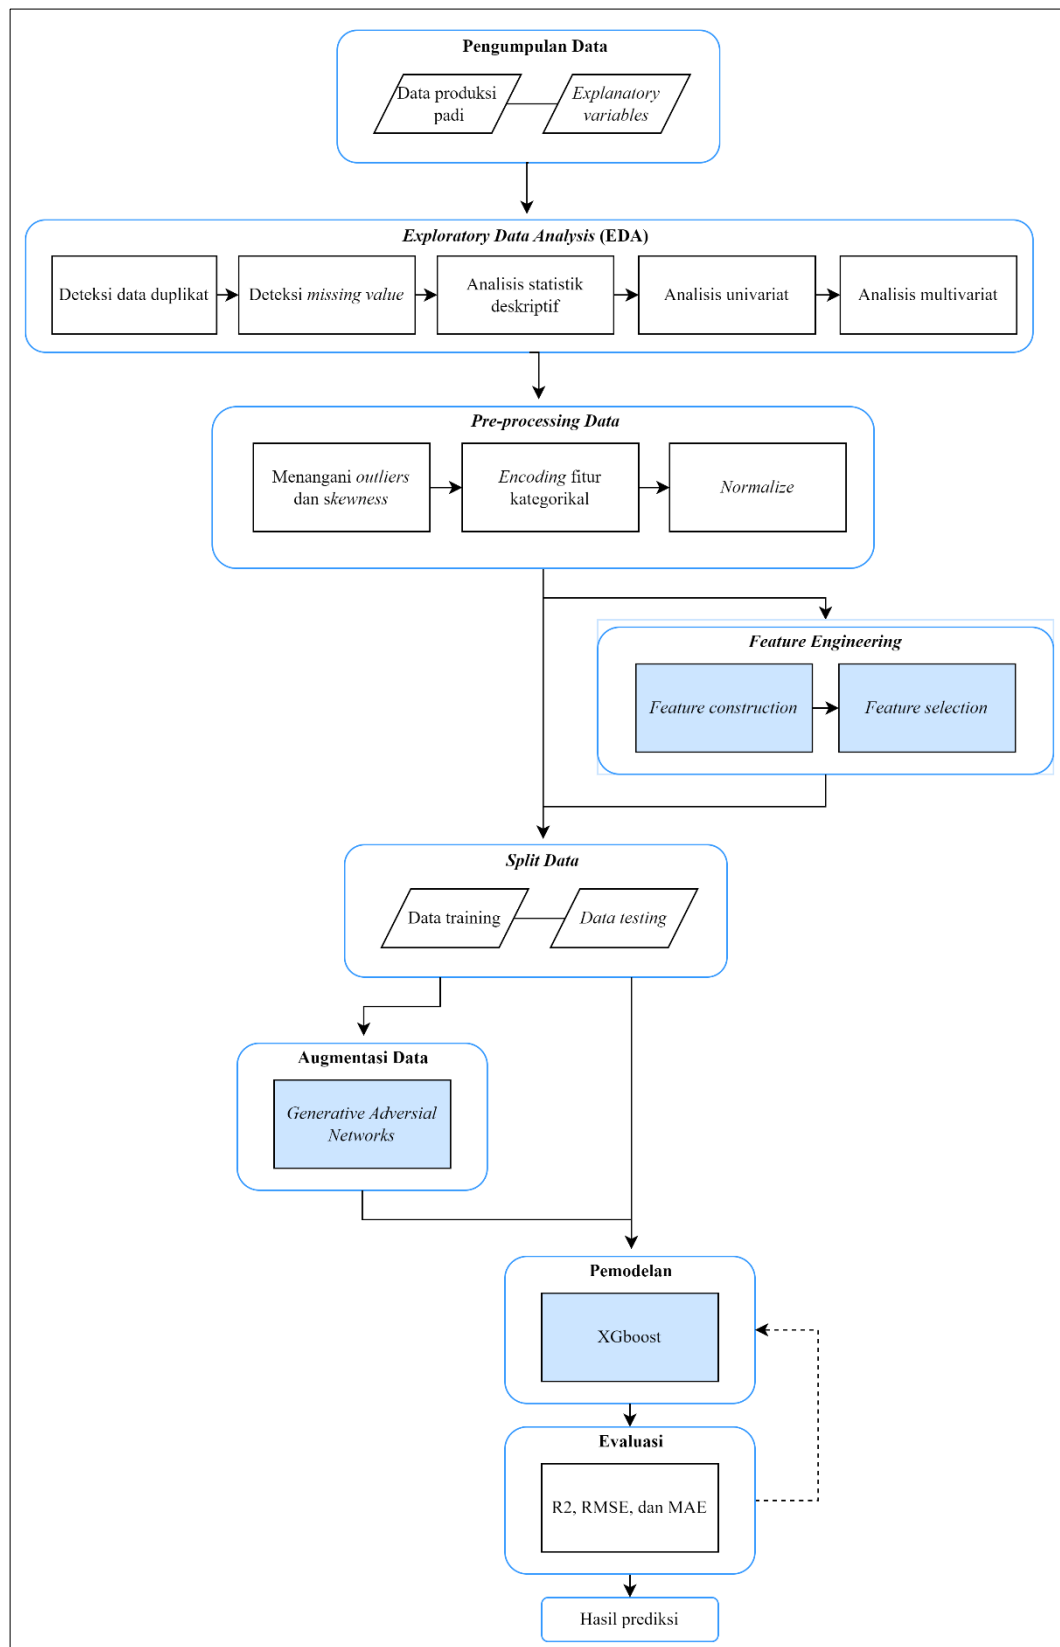 Pengumpulan Data
Data produksi
padi
Explanatory
variables
Exploratory Data Analysis (EDA)
Deteksi data duplikat
Deteksi missing value
Analisis statistik
deskriptif
Analisis univariat
Analisis multivariat
Pre-processing Data
Menangani outliers
dan skewness
Encoding fitur
kategorikal
Normalize
Feature Engineering
Feature construction
Feature selection
Split Data
Data training
Data testing
Augmentasi Data
Generative Adversial
Networks
Pemodelan
XGboost
Evaluasi
R2, RMSE, dan MAE
Hasil prediksi